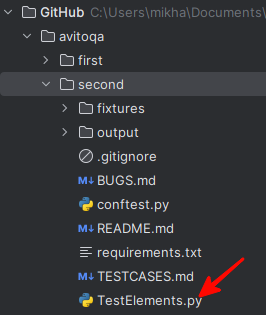 GitHub C:\Users\mikha\Documents\
avitoqa
first
second
fixtures
output
.gitignore
M↓ BUGS.md
conftest.py
M↓ README.md
requirements.txt
M↓ TESTCASES.md
TestElements.py